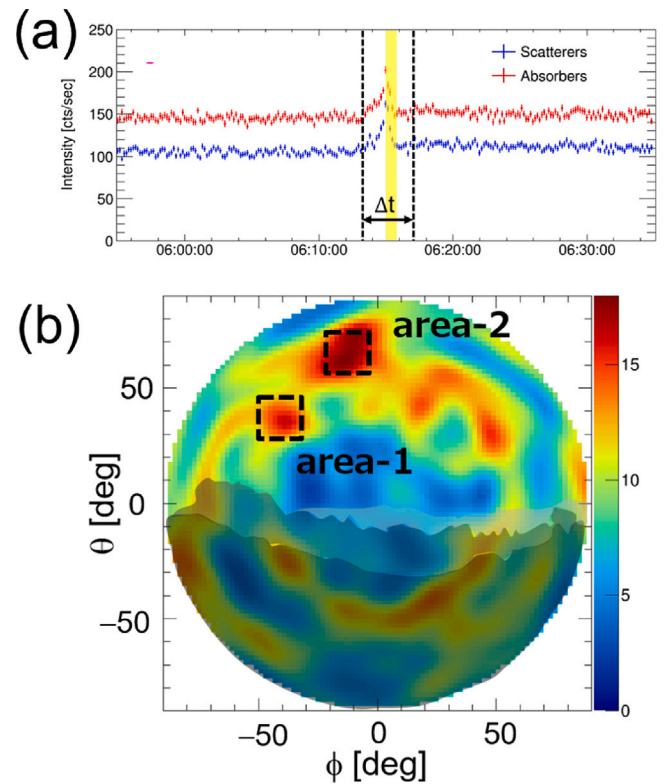 (a)
Intensity [cts/sec]
250
200
150
100
50
0
Scatterers
Absorbers
Δt
06:00:00 06:10:00 06:20:00 06:30:00
(b)
area-2
area-1
θ [deg]
50
0
−50
−50 0 50
ϕ [deg]
15
10
5
0